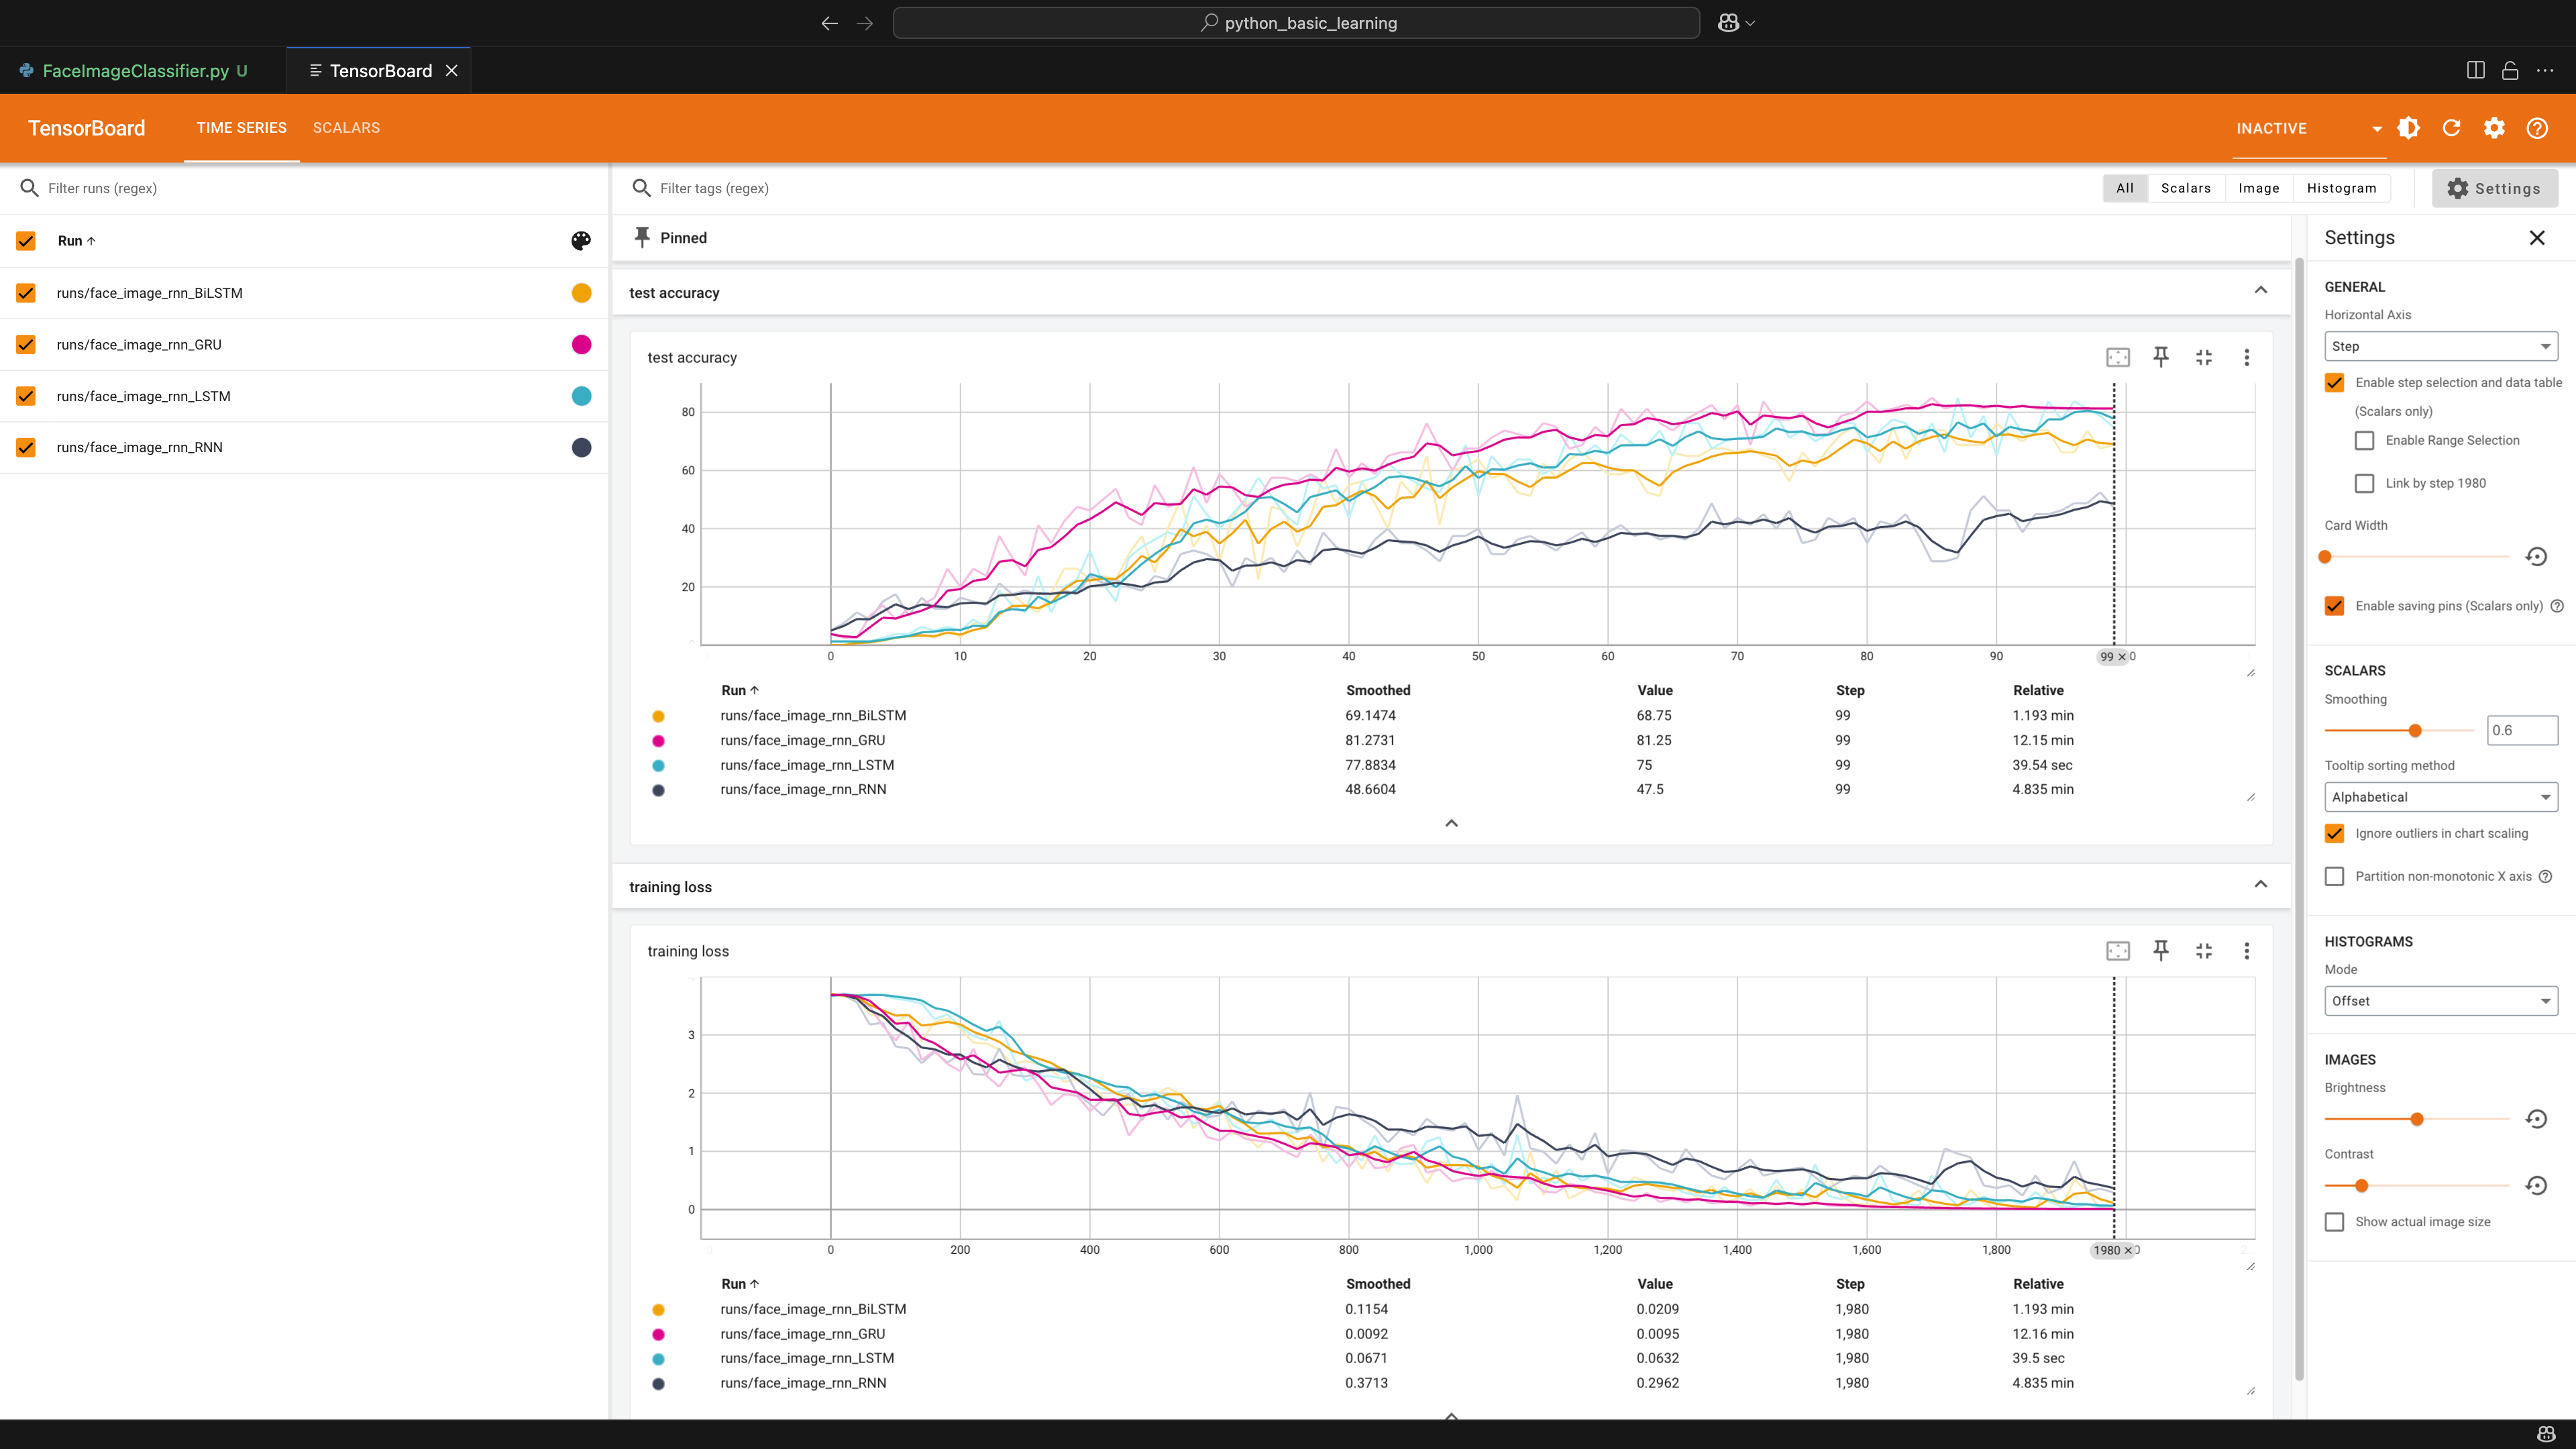 python_basic_learning
FaceImageClassifier.py U
TensorBoard
TensorBoard
TIME SERIES
SCALARS
INACTIVE
Filter runs (regex)
Filter tags (regex)
All
Scalars
Image
Histogram
Settings
Run
runs/face_image_rnn_BiLSTM
runs/face_image_rnn_GRU
runs/face_image_rnn_LSTM
runs/face_image_rnn_RNN
Pinned
test accuracy
test accuracy
80
60
40
20
0 10 20 30 40 50 60 70 80 90 99 0
Run Smoothed Value Step Relative
runs/face_image_rnn_BiLSTM 69.1474 68.75 99 1.193 min
runs/face_image_rnn_GRU 81.2731 81.25 99 12.15 min
runs/face_image_rnn_LSTM 77.8834 75 99 39.54 sec
runs/face_image_rnn_RNN 48.6604 47.5 99 4.835 min
training loss
training loss
3
2
1
0
0 200 400 600 800 1,000 1,200 1,400 1,600 1,800 1980 0
Run Smoothed Value Step Relative
runs/face_image_rnn_BiLSTM 0.1154 0.0209 1,980 1.193 min
runs/face_image_rnn_GRU 0.0092 0.0095 1,980 12.16 min
runs/face_image_rnn_LSTM 0.0671 0.0632 1,980 39.5 sec
runs/face_image_rnn_RNN 0.3713 0.2962 1,980 4.835 min
Settings
GENERAL
Horizontal Axis
Step
Enable step selection and data table
(Scalars only)
Enable Range Selection
Link by step 1980
Card Width
Enable saving pins (Scalars only)
SCALARS
Smoothing
0.6
Tooltip sorting method
Alphabetical
Ignore outliers in chart scaling
Partition non-monotonic X axis
HISTOGRAMS
Mode
Offset
IMAGES
Brightness
Contrast
Show actual image size